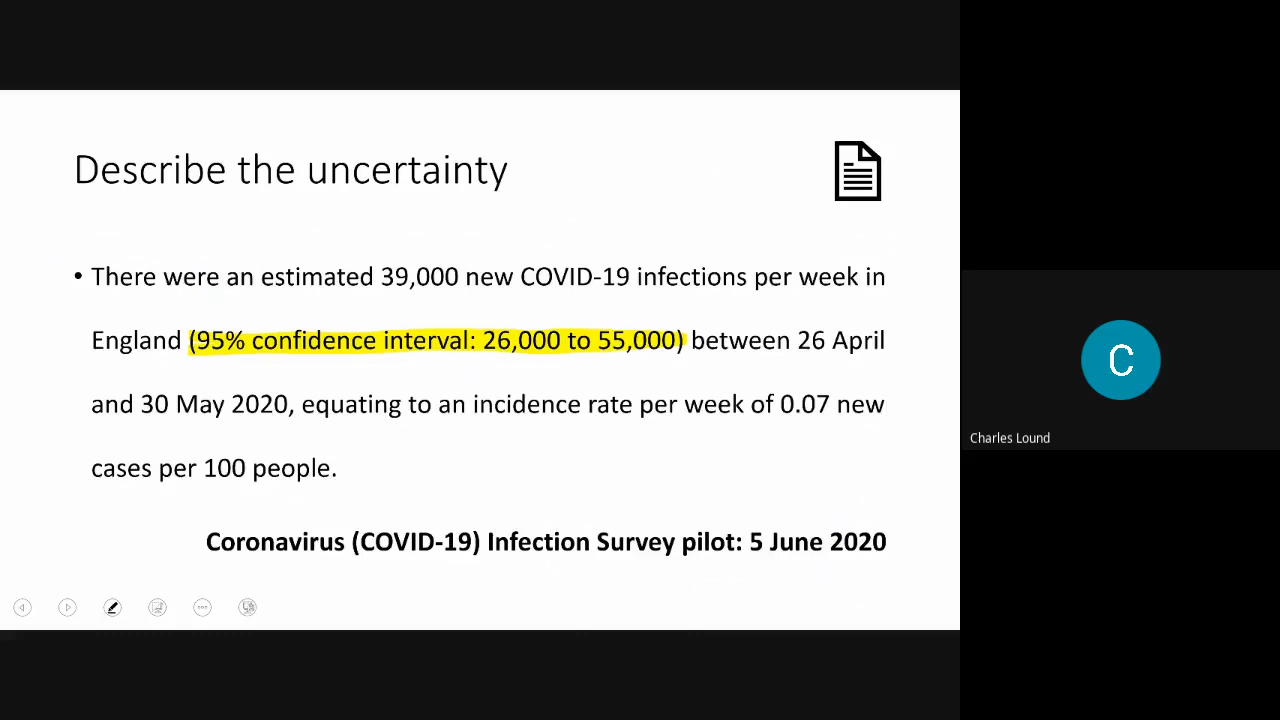 Describe the uncertainty
• There were an estimated 39,000 new COVID-19 infections per week in
England (95% confidence interval: 26,000 to 55,000) between 26 April
and 30 May 2020, equating to an incidence rate per week of 0.07 new
cases per 100 people.
Coronavirus (COVID-19) Infection Survey pilot: 5 June 2020
C
Charles Lound